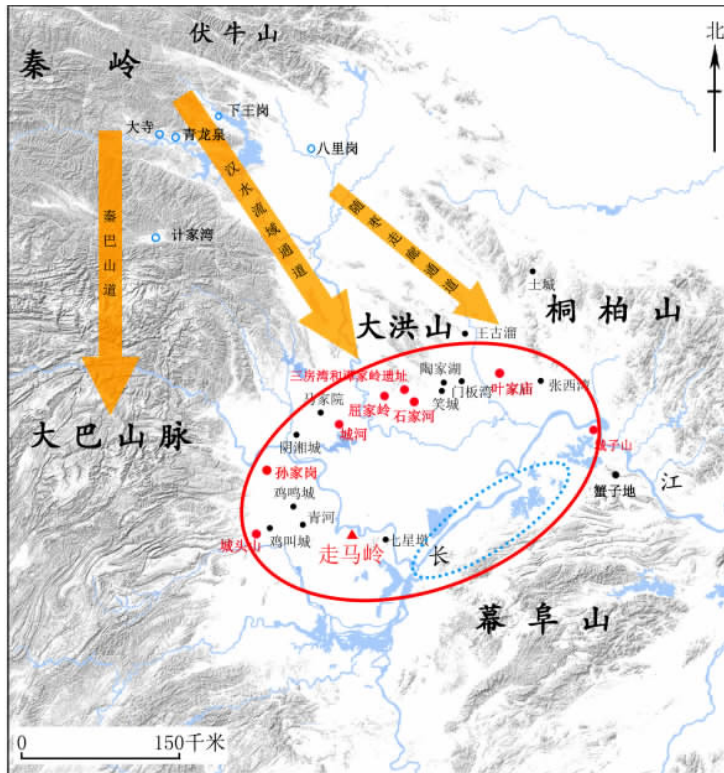 伏牛山
北
秦岭
下王岗
大寺
青龙泉
八里岗
汉水流域通道
秦巴山道
随枣走廊通道
计家湾
土城
桐柏山
大洪山
王古溜
陶家湖
三房湾和谭家岭遗址
门板湾
叶家庙
张西湾
马家院
屈家岭
笑城
石家河
大巴山脉
城河
城子山
阴湘城
孙家岗
蟹子地
江
鸡鸣城
青河
城头山
鸡叫城
走马岭
七星墩
长
幕阜山
0
150千米